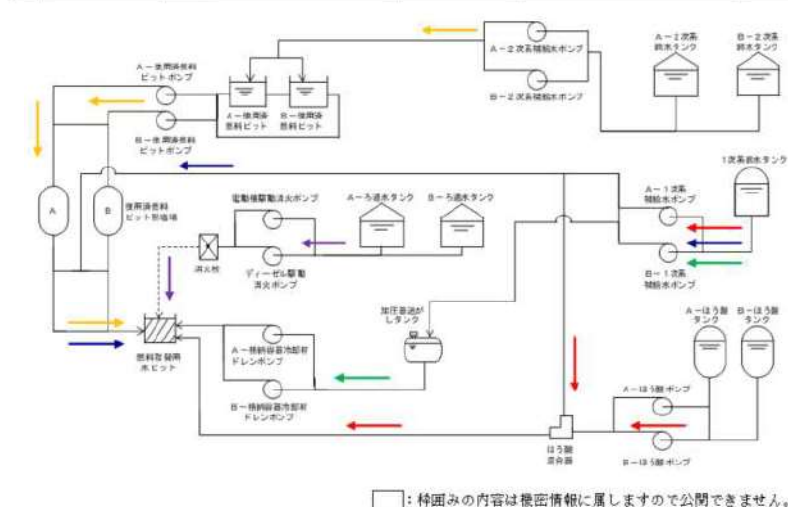 A-2次系
純水タンク
B-2次系
純水タンク
A-2次系補給水ポンプ
B-2次系補給水ポンプ
A-使用済燃料
ピットポンプ
A-使用済
燃料ピット
B-使用済
燃料ピット
B-使用済燃料
ピットポンプ
1次系純水タンク
A-1次系
補給水ポンプ
B-1次系
補給水ポンプ
A
B
使用済燃料
ピット脱塩塔
電動機駆動消火ポンプ
A-ろ過水タンク
B-ろ過水タンク
消火栓
ディーゼル駆動
消火ポンプ
加圧器逃が
しタンク
燃料取替用
水ピット
A-格納容器冷却材
ドレンポンプ
B-格納容器冷却材
ドレンポンプ
A-ほう酸
タンク
B-ほう酸
タンク
A-ほう酸ポンプ
B-ほう酸ポンプ
ほう酸
混合器
:枠囲みの内容は機密情報に属しますので公開できません。